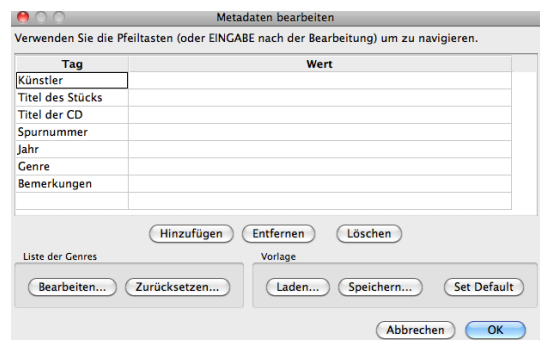 Metadaten bearbeiten
Verwenden Sie die Pfeiltasten (oder EINGABE nach der Bearbeitung) um zu navigieren.
Tag Wert
Künstler
Titel des Stücks
Titel der CD
Spurnummer
Jahr
Genre
Bemerkungen
Hinzufügen Entfernen Löschen
Liste der Genres Vorlage
Bearbeiten... Zurücksetzen... Laden... Speichern... Set Default
Abbrechen OK